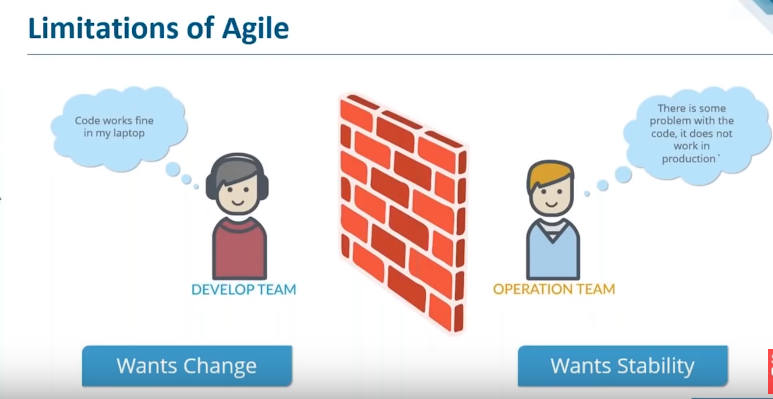 Limitations of Agile
Code works fine
in my laptop
There is some
problem with the
code, it does not
work in
production`
DEVELOP TEAM
OPERATION TEAM
Wants Change
Wants Stability